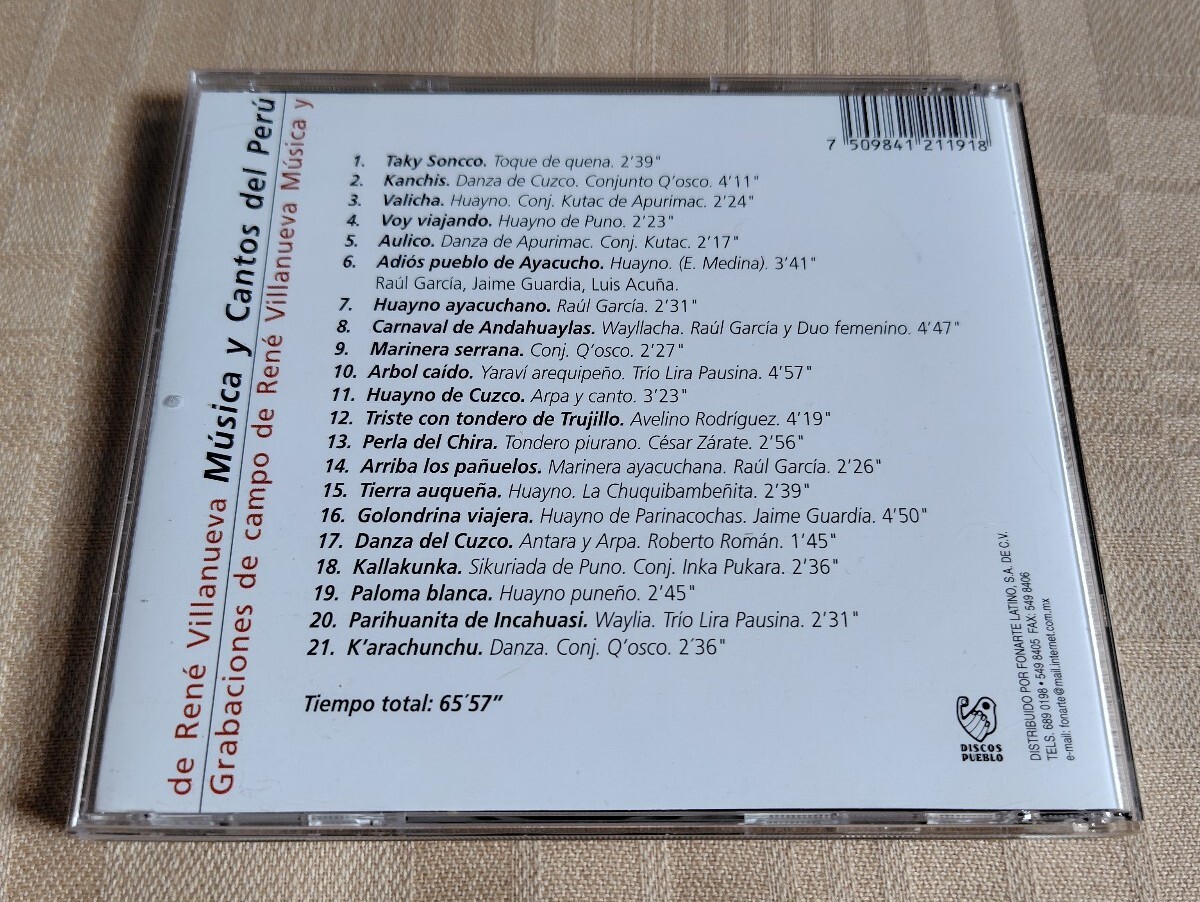 de René Villanueva Música y Cantos del Perú
Grabaciones de campo de René Villanueva Música y
7 509841 211918
1. Taky Soncco. Toque de quena. 2'39"
2. Kanchis. Danza de Cuzco. Conjunto Q'osco. 4'11"
3. Valicha. Huayno. Conj. Kutac de Apurimac. 2'24"
4. Voy viajando. Huayno de Puno. 2'23"
5. Aulico. Danza de Apurimac. Conj. Kutac. 2'17"
6. Adiós pueblo de Ayacucho. Huayno. (E. Medina). 3'41"
Raúl García, Jaime Guardia, Luis Acuña.
7. Huayno ayacuchano. Raúl García. 2'31"
8. Carnaval de Andahuaylas. Wayllacha. Raúl García y Duo femenino. 4'47"
9. Marinera serrana. Conj. Q'osco. 2'27"
10. Arbol caído. Yaraví arequipeño. Trío Lira Pausina. 4'57"
11. Huayno de Cuzco. Arpa y canto. 3'23"
12. Triste con tondero de Trujillo. Avelino Rodríguez. 4'19"
13. Perla del Chira. Tondero piurano. César Zárate. 2'56"
14. Arriba los pañuelos. Marinera ayacuchana. Raúl García. 2'26"
15. Tierra auqueña. Huayno. La Chuquibambeñita. 2'39"
16. Golondrina viajera. Huayno de Parinacochas. Jaime Guardia. 4'50"
17. Danza del Cuzco. Antara y Arpa. Roberto Román. 1'45"
18. Kallakunka. Sikuriada de Puno. Conj. Inka Pukara. 2'36"
19. Paloma blanca. Huayno puneño. 2'45"
20. Parihuanita de Incahuasi. Waylia. Trío Lira Pausina. 2'31"
21. K'arachunchu. Danza. Conj. Q'osco. 2´36"
Tiempo total: 65´57"
DISCOS
PUEBLO
DISTRIBUIDO POR FONARTE LATINO, S.A. DE C.V.
TELS. 689 0198 • 549 8405 FAX: 549 8406
e-mail: fonarte@mail.internet.com.mx